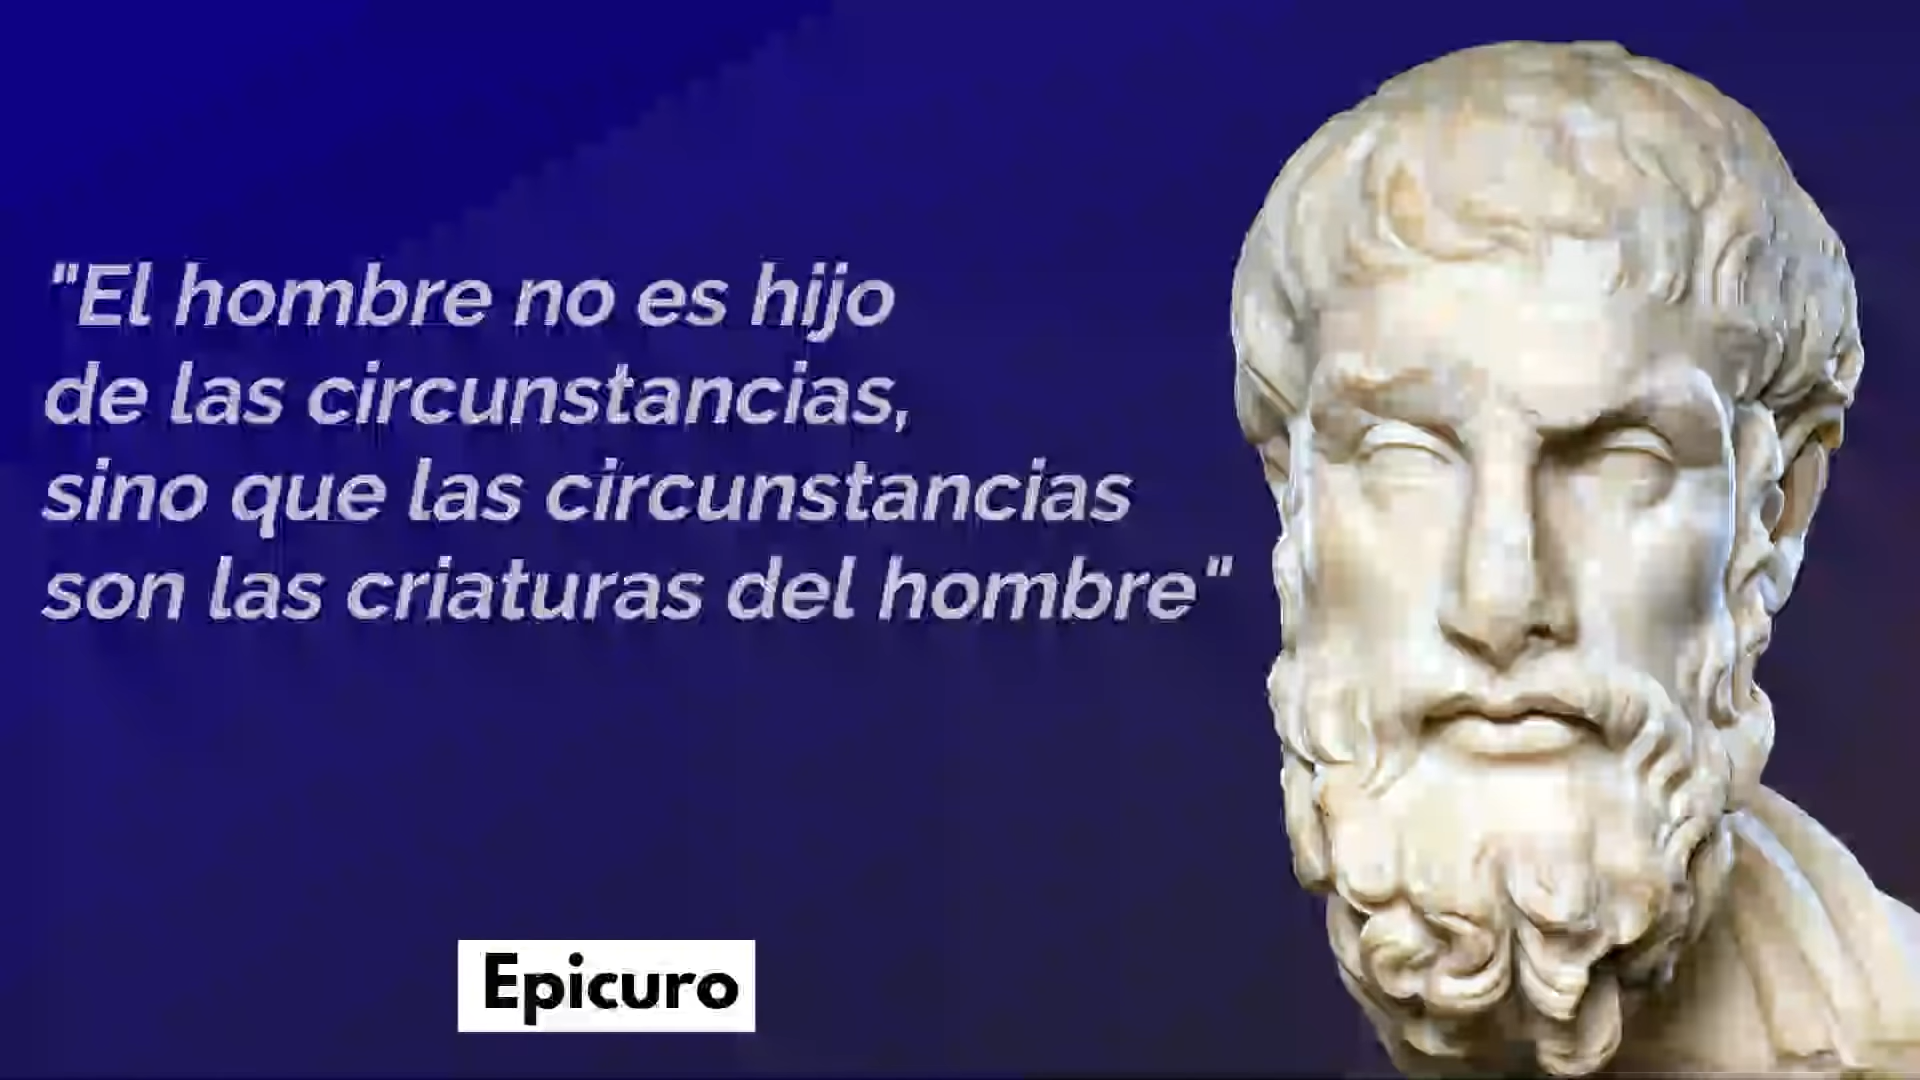 "El hombre no es hijo
de las circunstancias,
sino que las circunstancias
son las criaturas del hombre"
Epicuro